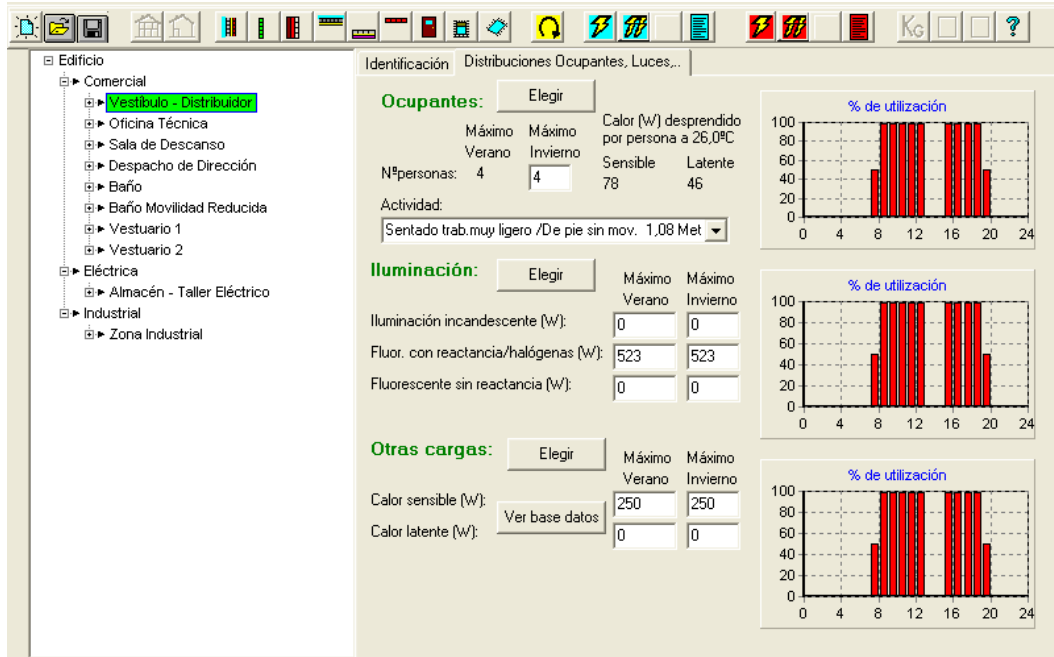 KG
?
Edificio
Comercial
Vestíbulo - Distribuidor
Oficina Técnica
Sala de Descanso
Despacho de Dirección
Baño
Baño Movilidad Reducida
Vestuario 1
Vestuario 2
Eléctrica
Almacén - Taller Eléctrico
Industrial
Zona Industrial
Identificación
Distribuciones Ocupantes, Luces,..
Ocupantes:
Elegir
Máximo Verano
Máximo Invierno
Calor (W) desprendido
por persona a 26,0ºC
Sensible Latente
Nºpersonas: 4 4 78 46
Actividad:
Sentado trab.muy ligero /De pie sin mov. 1,08 Met
% de utilización
100
80
60
40
20
0
0 4 8 12 16 20 24
Iluminación:
Elegir
Máximo Verano
Máximo Invierno
Iluminación incandescente (W): 0 0
Fluor. con reactancia/halógenas (W): 523 523
Fluorescente sin reactancia (W): 0 0
% de utilización
100
80
60
40
20
0
0 4 8 12 16 20 24
Otras cargas:
Elegir
Máximo Verano
Máximo Invierno
Calor sensible (W): 250 250
Ver base datos
Calor latente (W): 0 0
% de utilización
100
80
60
40
20
0
0 4 8 12 16 20 24